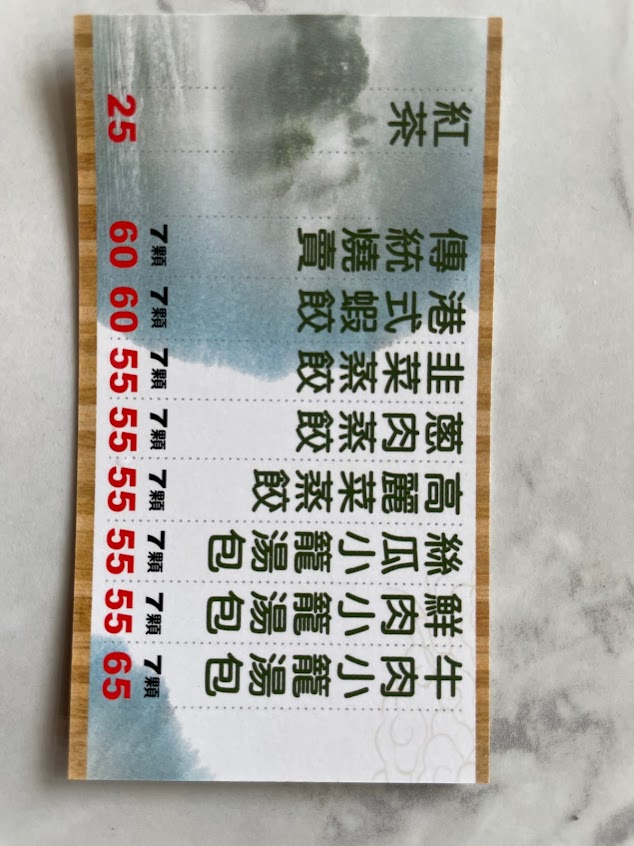 牛肉小籠湯包 7顆 65
鮮肉小籠湯包 7顆 55
絲瓜小籠湯包 7顆 55
高麗菜蒸餃 7顆 55
蔥肉蒸餃 7顆 55
韭菜蒸餃 7顆 55
港式蝦餃 7顆 60
傳統燒賣 7顆 60
紅茶 25